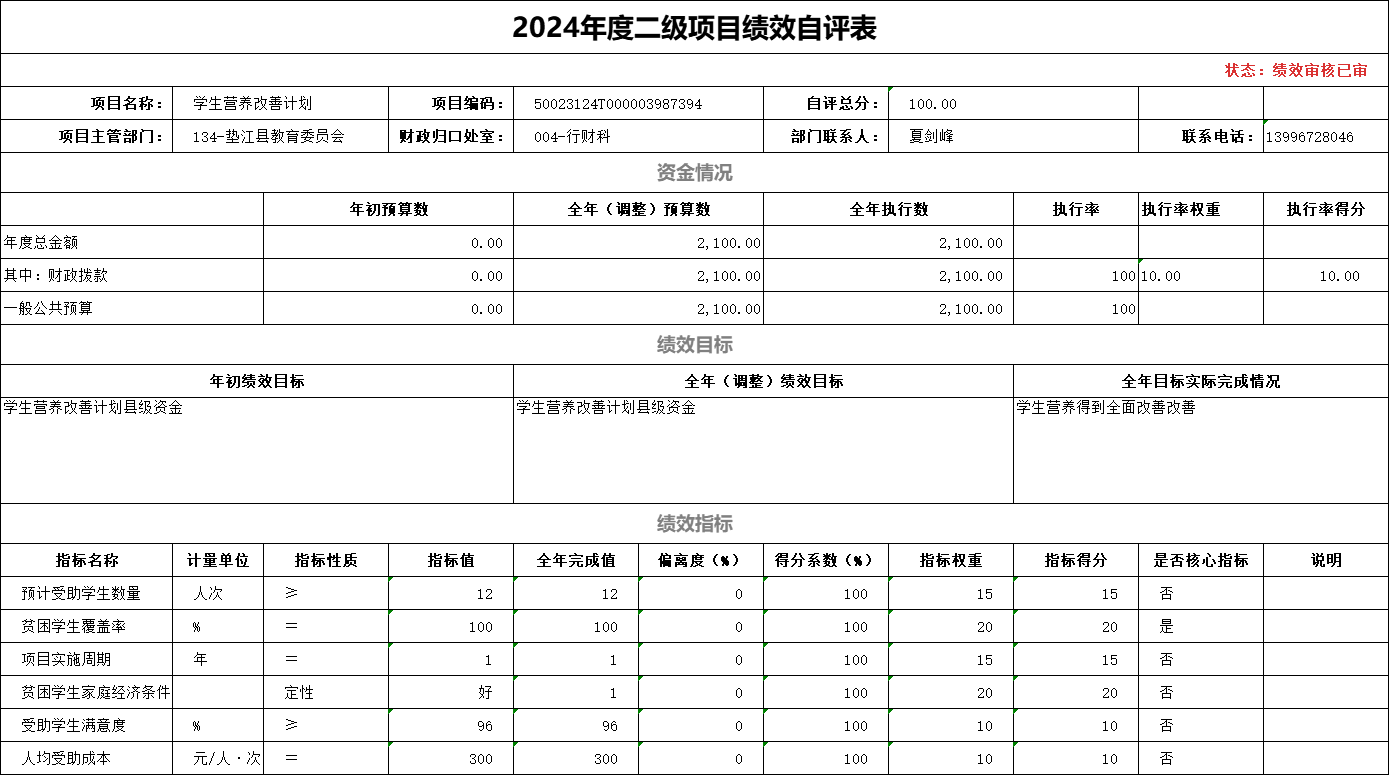 2024年度二级项目绩效自评表
状态：绩效审核已审
项目名称： 学生营养改善计划 项目编码： 50023124T000003987394 自评总分： 100.00
项目主管部门： 134-垫江县教育委员会 财政归口处室： 004-行财科 部门联系人： 夏剑峰 联系电话： 13996728046
资金情况
年初预算数 全年（调整）预算数 全年执行数 执行率 执行率权重 执行率得分
年度总金额 0.00 2,100.00 2,100.00
其中：财政拨款 0.00 2,100.00 2,100.00 100 10.00 10.00
一般公共预算 0.00 2,100.00 2,100.00 100
绩效目标
年初绩效目标 全年（调整）绩效目标 全年目标实际完成情况
学生营养改善计划县级资金 学生营养改善计划县级资金 学生营养得到全面改善改善
绩效指标
指标名称 计量单位 指标性质 指标值 全年完成值 偏离度（%） 得分系数（%） 指标权重 指标得分 是否核心指标 说明
预计受助学生数量 人次 ≥ 12 12 0 100 15 15 否
贫困学生覆盖率 % ＝ 100 100 0 100 20 20 是
项目实施周期 年 ＝ 1 1 0 100 15 15 否
贫困学生家庭经济条件 定性 好 1 0 100 20 20 否
受助学生满意度 % ≥ 96 96 0 100 10 10 否
人均受助成本 元/人·次 ＝ 300 300 0 100 10 10 否